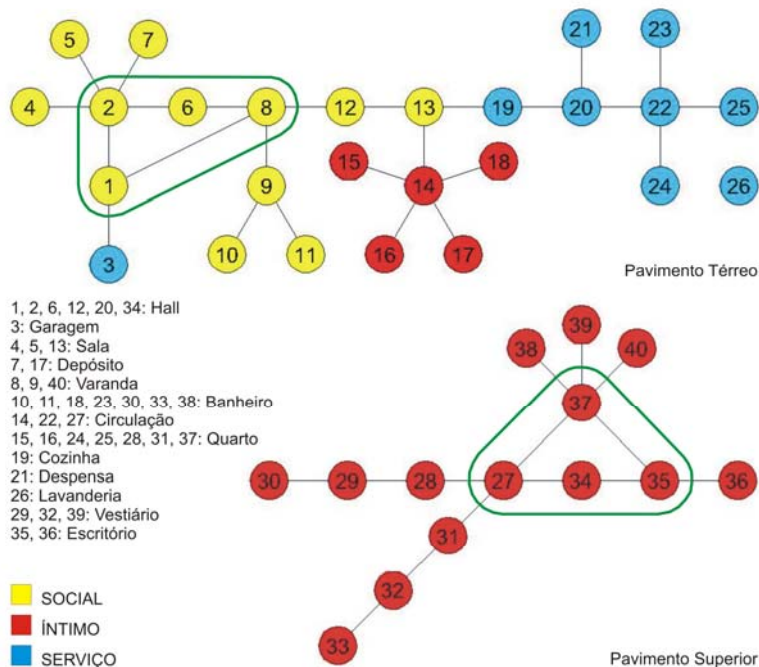 5 7 21 23
4 2 6 8 12 13 19 20 22 25
15 18
1 9 14 24 26
10 11 16 17
3
Pavimento Térreo
1, 2, 6, 12, 20, 34: Hall
3: Garagem
4, 5, 13: Sala
7, 17: Depósito
8, 9, 40: Varanda
10, 11, 18, 23, 30, 33, 38: Banheiro
14, 22, 27: Circulação
15, 16, 24, 25, 28, 31, 37: Quarto
19: Cozinha
21: Despensa
26: Lavanderia
29, 32, 39: Vestiário
35, 36: Escritório
39
38 40
37
30 29 28 27 34 35 36
31
32
33
SOCIAL
ÍNTIMO
SERVIÇO
Pavimento Superior